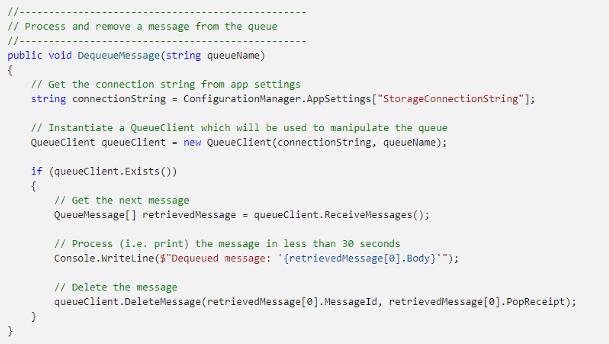 //-------------------------------------------------
// Process and remove a message from the queue
//-------------------------------------------------
public void DequeueMessage(string queueName)
{
    // Get the connection string from app settings
    string connectionString = ConfigurationManager.AppSettings["StorageConnectionString"];

    // Instantiate a QueueClient which will be used to manipulate the queue
    QueueClient queueClient = new QueueClient(connectionString, queueName);

    if (queueClient.Exists())
    {
        // Get the next message
        QueueMessage[] retrievedMessage = queueClient.ReceiveMessages();

        // Process (i.e. print) the message in less than 30 seconds
        Console.WriteLine($"Dequeued message: '{retrievedMessage[0].Body}'");

        // Delete the message
        queueClient.DeleteMessage(retrievedMessage[0].MessageId, retrievedMessage[0].PopReceipt);
    }
}